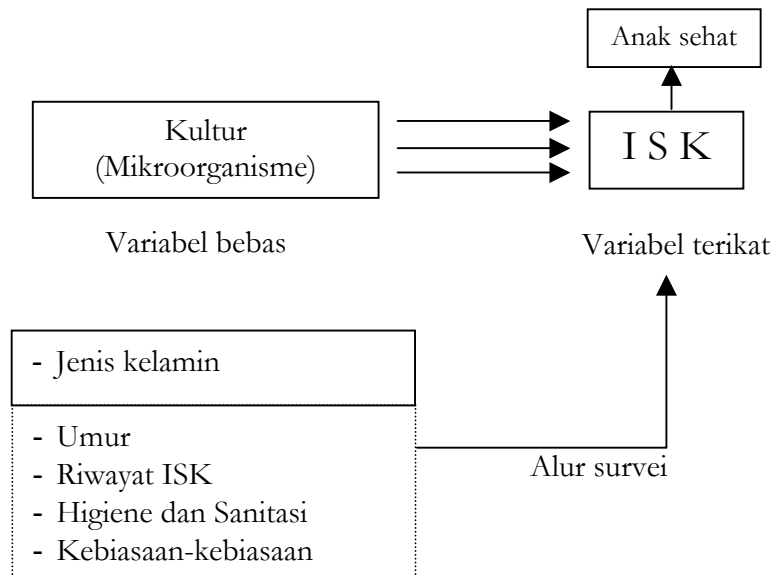 Anak sehat
Kultur
(Mikroorganisme)
I S K
Variabel bebas
Variabel terikat
- Jenis kelamin
- Umur
- Riwayat ISK
- Higiene dan Sanitasi
- Kebiasaan-kebiasaan
Alur survei